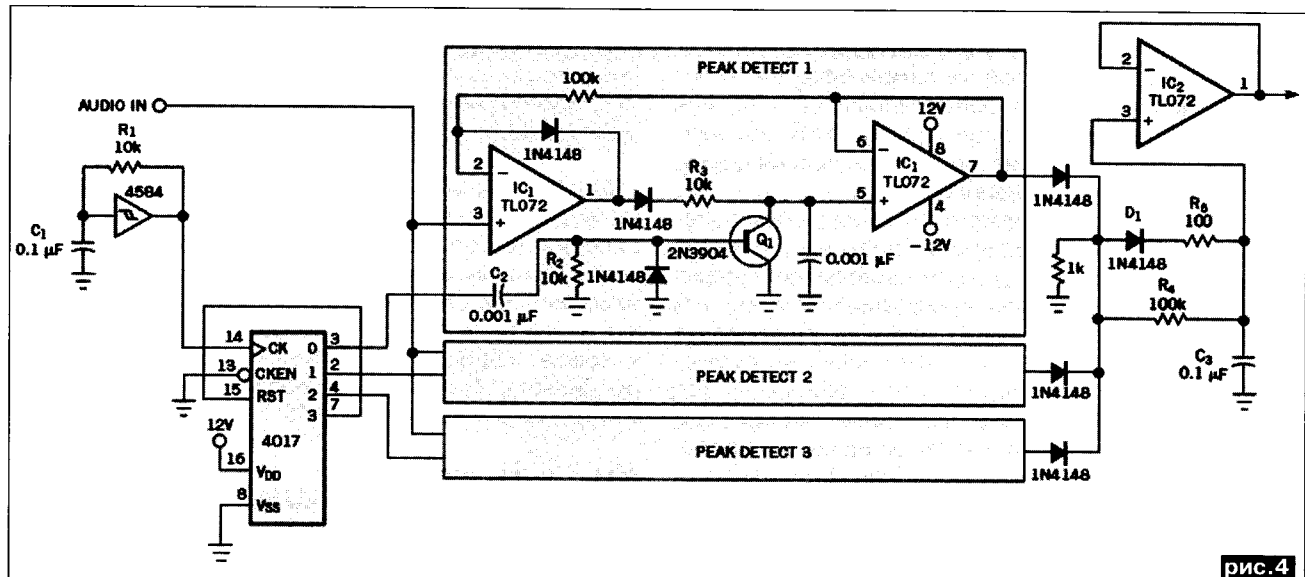 PEAK DETECT 1
100k
AUDIO IN
R1
10k
4584
C1
0.1 µF
1N4148
2
3
IC1
TL072
1
1N4148
R3
10k
6
5
IC1
TL072
12V
8
7
4
−12V
1N4148
2
3
IC2
TL072
1
C2
0.001 µF
R2
10k
1N4148
2N3904
Q1
0.001 µF
1k
D1
1N4148
R5
100
R4
100k
C3
0.1 µF
14
13
15
CK
CKEN
RST
0
1
2
3
3
2
4
7
4017
12V
16
VDD
8
VSS
PEAK DETECT 2
1N4148
PEAK DETECT 3
1N4148
рис.4